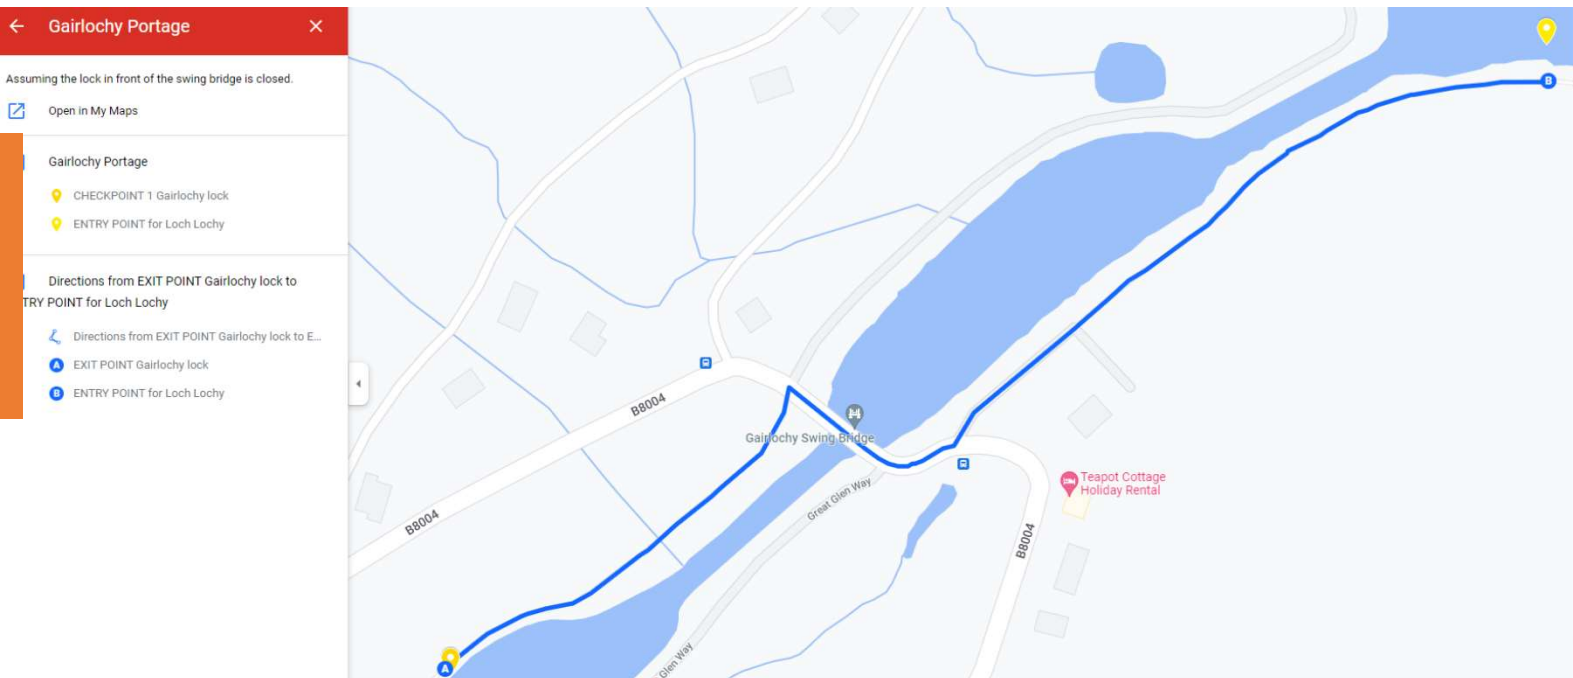 Gairlochy Portage
Assuming the lock in front of the swing bridge is closed.
Open in My Maps
Gairlochy Portage
CHECKPOINT 1 Gairlochy lock
ENTRY POINT for Loch Lochy
Directions from EXIT POINT Gairlochy lock to
TRY POINT for Loch Lochy
Directions from EXIT POINT Gairlochy lock to E...
A EXIT POINT Gairlochy lock
B ENTRY POINT for Loch Lochy
B
B8004
Gairlochy Swing Bridge
Teapot Cottage
Holiday Rental
Great Glen Way
B8004
B8004
Glen Way
A